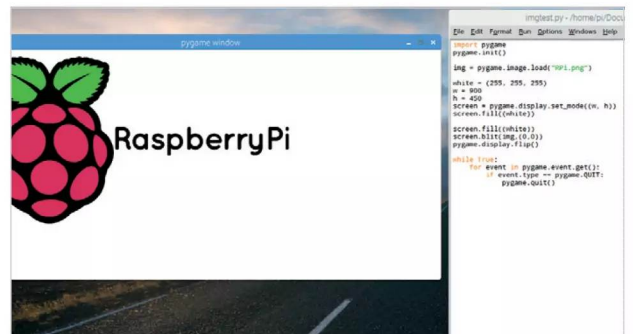 pygame window
RaspberryPi
imgtest.py - /home/pi/Docu
File Edit Format Run Options Windows Help
import pygame
pygame.init()
img = pygame.image.load("RPi.png")
white = (255, 255, 255)
w = 900
h = 450
screen = pygame.display.set_mode((w, h))
screen.fill((white))
screen.fill((white))
screen.blit(img,(0,0))
pygame.display.flip()
while True:
    for event in pygame.event.get():
        if event.type == pygame.QUIT:
            pygame.quit()